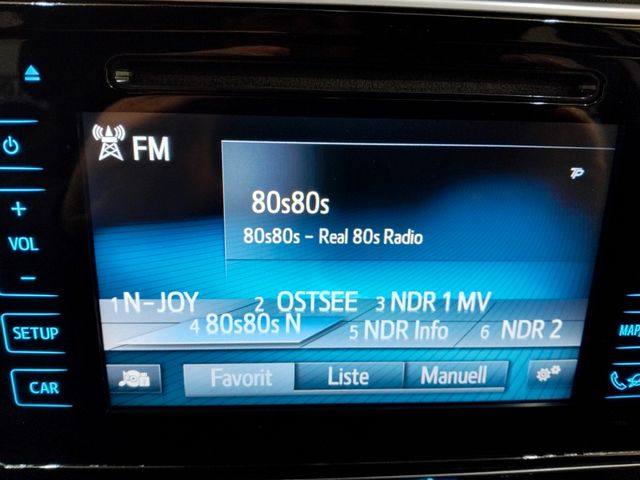 FM
TP
80s80s
80s80s - Real 80s Radio
VOL
1 N-JOY 2 OSTSEE 3 NDR 1 MV
4 80s80s N 5 NDR Info 6 NDR 2
SETUP
MAP
CAR
Favorit Liste Manuell